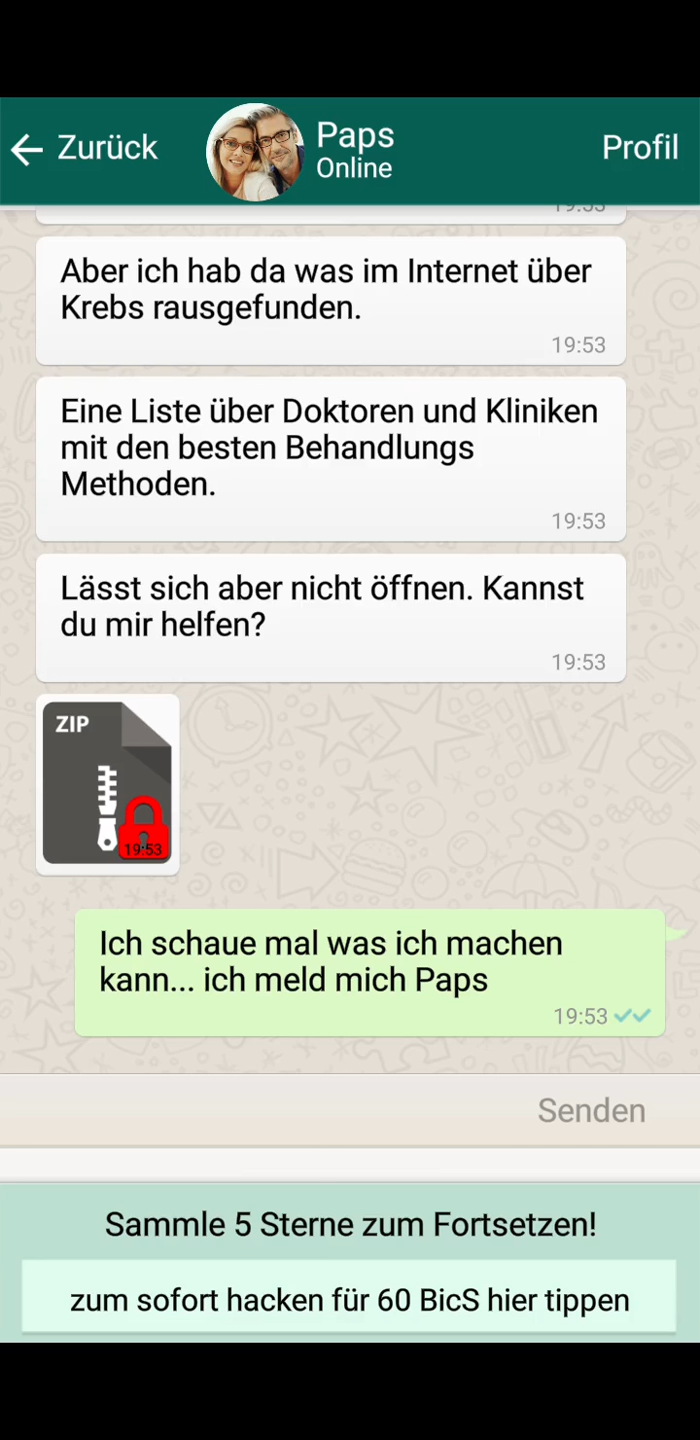 Zurück
Paps
Online
Profil
19:53
Aber ich hab da was im Internet über
Krebs rausgefunden.
19:53
Eine Liste über Doktoren und Kliniken
mit den besten Behandlungs
Methoden.
19:53
Lässt sich aber nicht öffnen. Kannst
du mir helfen?
19:53
ZIP
19:53
Ich schaue mal was ich machen
kann... ich meld mich Paps
19:53
Senden
Sammle 5 Sterne zum Fortsetzen!
zum sofort hacken für 60 BicS hier tippen